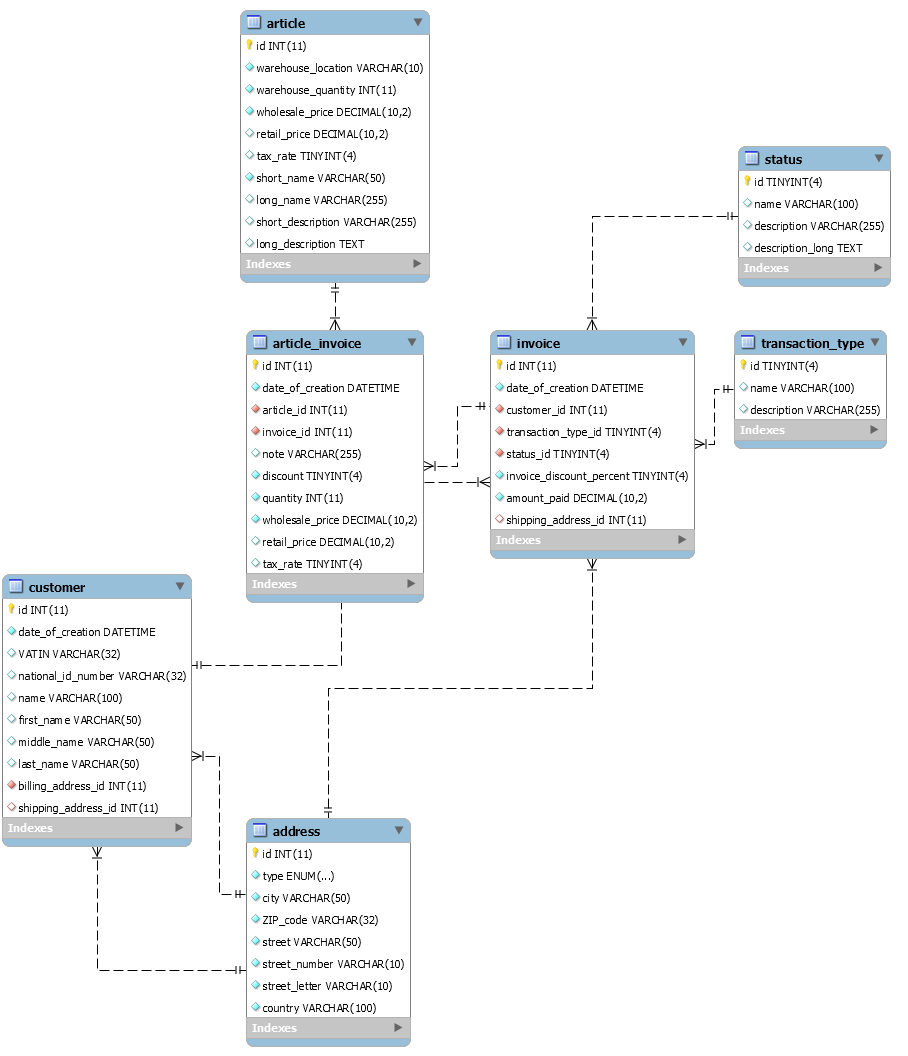 article
id INT(11)
warehouse_location VARCHAR(10)
warehouse_quantity INT(11)
wholesale_price DECIMAL(10,2)
retail_price DECIMAL(10,2)
tax_rate TINYINT(4)
short_name VARCHAR(50)
long_name VARCHAR(255)
short_description VARCHAR(255)
long_description TEXT
Indexes
status
id TINYINT(4)
name VARCHAR(100)
description VARCHAR(255)
description_long TEXT
Indexes
article_invoice
id INT(11)
date_of_creation DATETIME
article_id INT(11)
invoice_id INT(11)
note VARCHAR(255)
discount TINYINT(4)
quantity INT(11)
wholesale_price DECIMAL(10,2)
retail_price DECIMAL(10,2)
tax_rate TINYINT(4)
Indexes
invoice
id INT(11)
date_of_creation DATETIME
customer_id INT(11)
transaction_type_id TINYINT(4)
status_id TINYINT(4)
invoice_discount_percent TINYINT(4)
amount_paid DECIMAL(10,2)
shipping_address_id INT(11)
Indexes
transaction_type
id TINYINT(4)
name VARCHAR(100)
description VARCHAR(255)
Indexes
customer
id INT(11)
date_of_creation DATETIME
VATIN VARCHAR(32)
national_id_number VARCHAR(32)
name VARCHAR(100)
first_name VARCHAR(50)
middle_name VARCHAR(50)
last_name VARCHAR(50)
billing_address_id INT(11)
shipping_address_id INT(11)
Indexes
address
id INT(11)
type ENUM(...)
city VARCHAR(50)
ZIP_code VARCHAR(32)
street VARCHAR(50)
street_number VARCHAR(10)
street_letter VARCHAR(10)
country VARCHAR(100)
Indexes